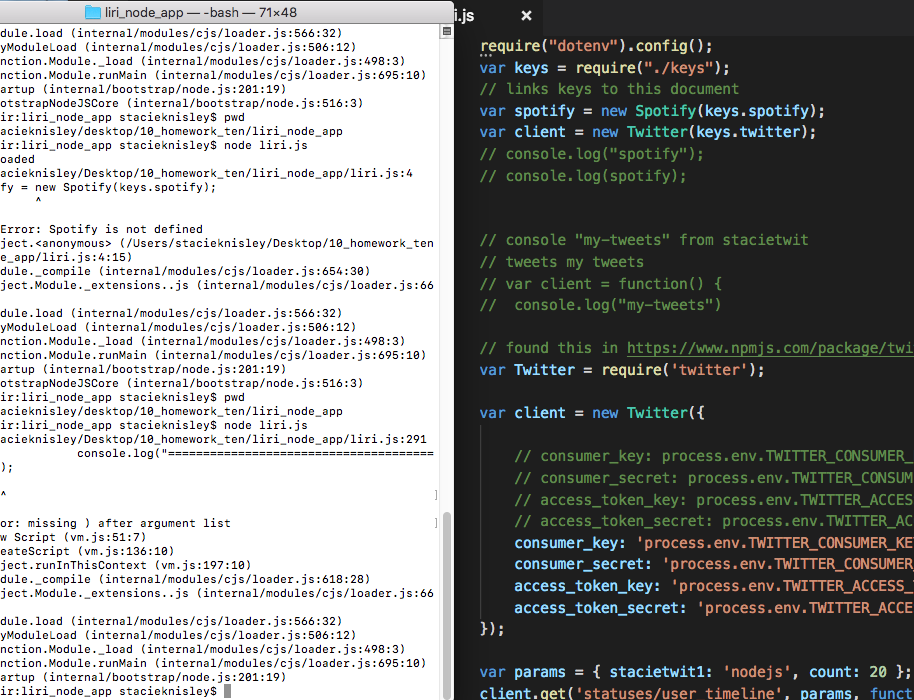 liri_node_app — -bash — 71×48
dule.load (internal/modules/cjs/loader.js:566:32)
yModuleLoad (internal/modules/cjs/loader.js:506:12)
nction.Module._load (internal/modules/cjs/loader.js:498:3)
nction.Module.runMain (internal/modules/cjs/loader.js:695:10)
artup (internal/bootstrap/node.js:201:19)
otstrapNodeJSCore (internal/bootstrap/node.js:516:3)
ir:liri_node_app stacieknisley$ pwd
acieknisley/desktop/10_homework_ten/liri_node_app
ir:liri_node_app stacieknisley$ node liri.js
oaded
acieknisley/Desktop/10_homework_ten/liri_node_app/liri.js:4
fy = new Spotify(keys.spotify);
^
Error: Spotify is not defined
ject.<anonymous> (/Users/stacieknisley/Desktop/10_homework_ten
e_app/liri.js:4:15)
dule._compile (internal/modules/cjs/loader.js:654:30)
ject.Module._extensions..js (internal/modules/cjs/loader.js:66
dule.load (internal/modules/cjs/loader.js:566:32)
yModuleLoad (internal/modules/cjs/loader.js:506:12)
nction.Module._load (internal/modules/cjs/loader.js:498:3)
nction.Module.runMain (internal/modules/cjs/loader.js:695:10)
artup (internal/bootstrap/node.js:201:19)
otstrapNodeJSCore (internal/bootstrap/node.js:516:3)
ir:liri_node_app stacieknisley$ pwd
acieknisley/desktop/10_homework_ten/liri_node_app
ir:liri_node_app stacieknisley$ node liri.js
acieknisley/Desktop/10_homework_ten/liri_node_app/liri.js:291
console.log("======================================
);
^
or: missing ) after argument list
w Script (vm.js:51:7)
eateScript (vm.js:136:10)
ject.runInThisContext (vm.js:197:10)
dule._compile (internal/modules/cjs/loader.js:618:28)
ject.Module._extensions..js (internal/modules/cjs/loader.js:66
dule.load (internal/modules/cjs/loader.js:566:32)
yModuleLoad (internal/modules/cjs/loader.js:506:12)
nction.Module._load (internal/modules/cjs/loader.js:498:3)
nction.Module.runMain (internal/modules/cjs/loader.js:695:10)
artup (internal/bootstrap/node.js:201:19)
ir:liri_node_app stacieknisley$
i.js ×
require("dotenv").config();
var keys = require("./keys");
// links keys to this document
var spotify = new Spotify(keys.spotify);
var client = new Twitter(keys.twitter);
// console.log("spotify");
// console.log(spotify);
// console "my-tweets" from stacietwit
// tweets my tweets
// var client = function() {
//  console.log("my-tweets")
// found this in https://www.npmjs.com/package/twi
var Twitter = require('twitter');
var client = new Twitter({
// consumer_key: process.env.TWITTER_CONSUMER_
// consumer_secret: process.env.TWITTER_CONSUM
// access_token_key: process.env.TWITTER_ACCES
// access_token_secret: process.env.TWITTER_AC
consumer_key: 'process.env.TWITTER_CONSUMER_KE
consumer_secret: 'process.env.TWITTER_CONSUMER
access_token_key: 'process.env.TWITTER_ACCESS_
access_token_secret: 'process.env.TWITTER_ACCE
});
var params = { stacietwit1: 'nodejs', count: 20 };
client.get('statuses/user_timeline', params, funct